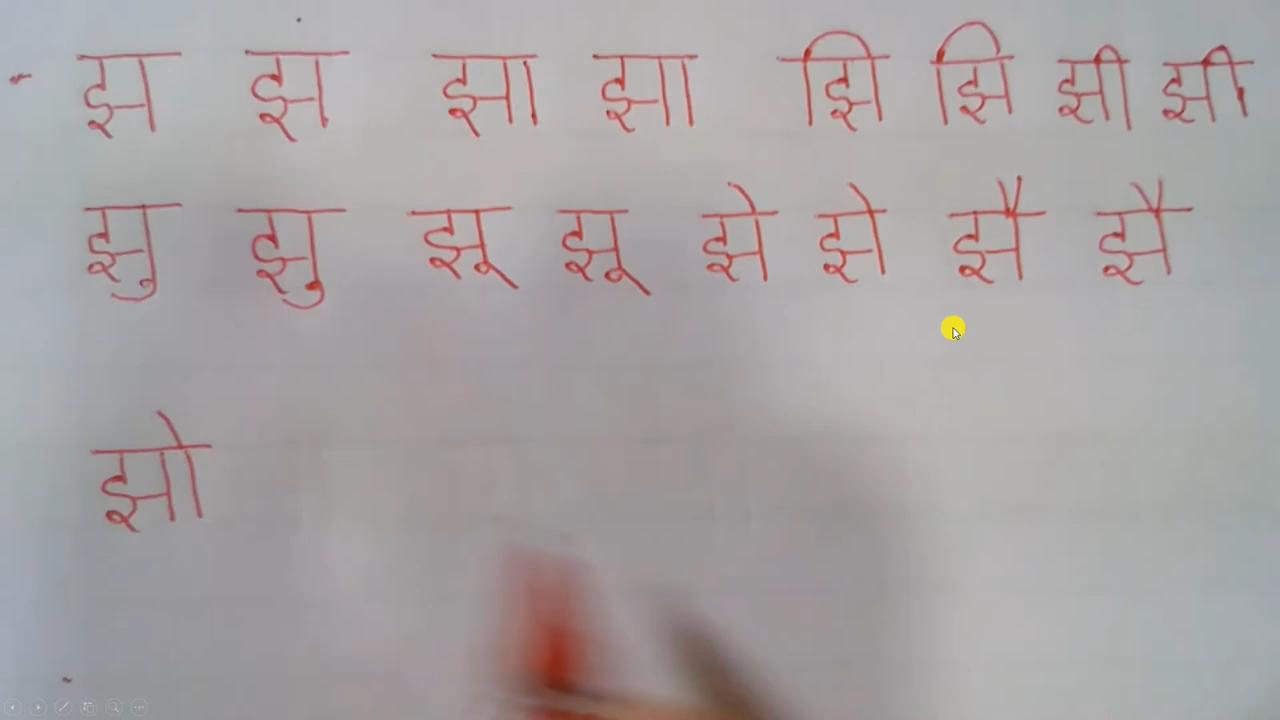 झ झ झा झा झि झि झी झी
झु झु झू झू झे झे झै झै
झो